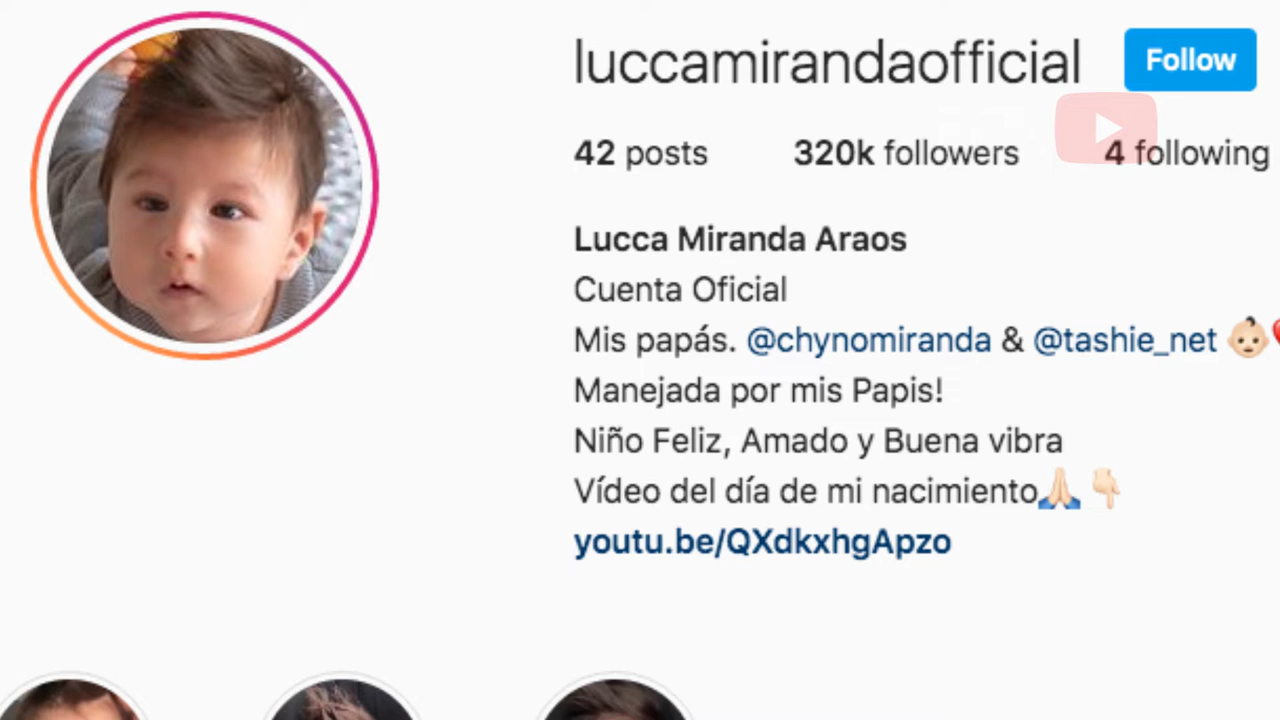 luccamirandaofficial Follow
42 posts 320k followers 4 following
Lucca Miranda Araos
Cuenta Oficial
Mis papás. @chynomiranda & @tashie_net 👶🏻❤
Manejada por mis Papis!
Niño Feliz, Amado y Buena vibra
Vídeo del día de mi nacimiento🙏🏻👇🏻
youtu.be/QXdkxhgApzo